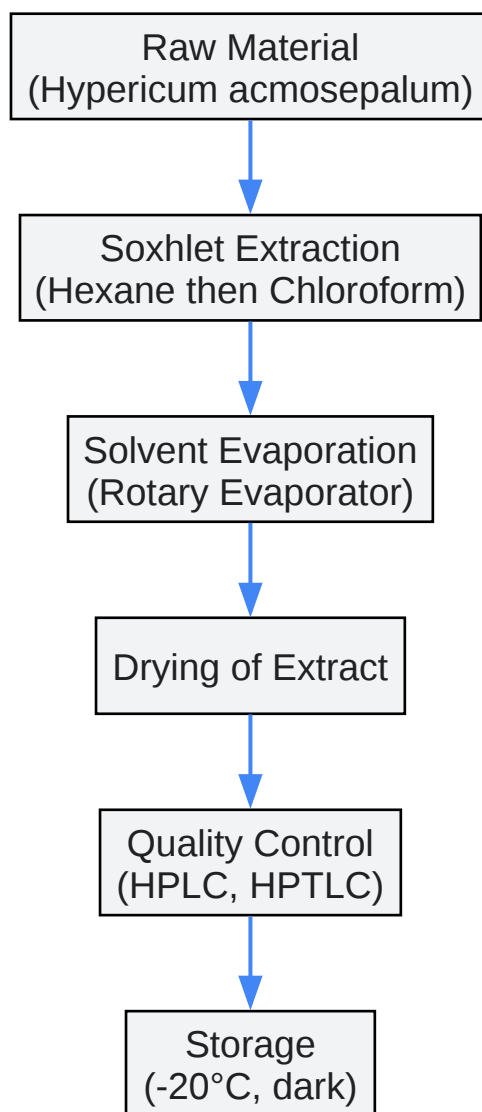 Raw Material
(Hypericum acmosepalum)
Soxhlet Extraction
(Hexane then Chloroform)
Solvent Evaporation
(Rotary Evaporator)
Drying of Extract
Quality Control
(HPLC, HPTLC)
Storage
(-20°C, dark)